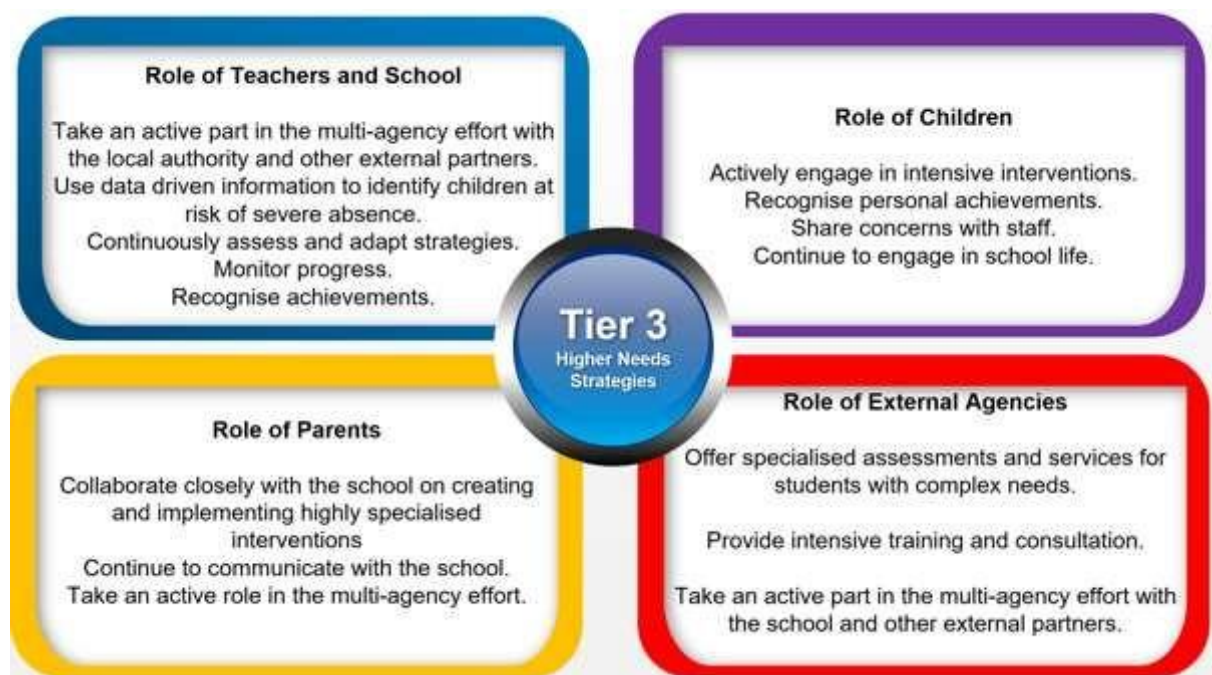 Role of Teachers and School
Take an active part in the multi-agency effort with
the local authority and other external partners.
Use data driven information to identify children at
risk of severe absence.
Continuously assess and adapt strategies.
Monitor progress.
Recognise achievements.
Role of Children
Actively engage in intensive interventions.
Recognise personal achievements.
Share concerns with staff.
Continue to engage in school life.
Tier 3
Higher Needs
Strategies
Role of Parents
Collaborate closely with the school on creating
and implementing highly specialised
interventions
Continue to communicate with the school.
Take an active role in the multi-agency effort.
Role of External Agencies
Offer specialised assessments and services for
students with complex needs.
Provide intensive training and consultation.
Take an active part in the multi-agency effort with
the school and other external partners.